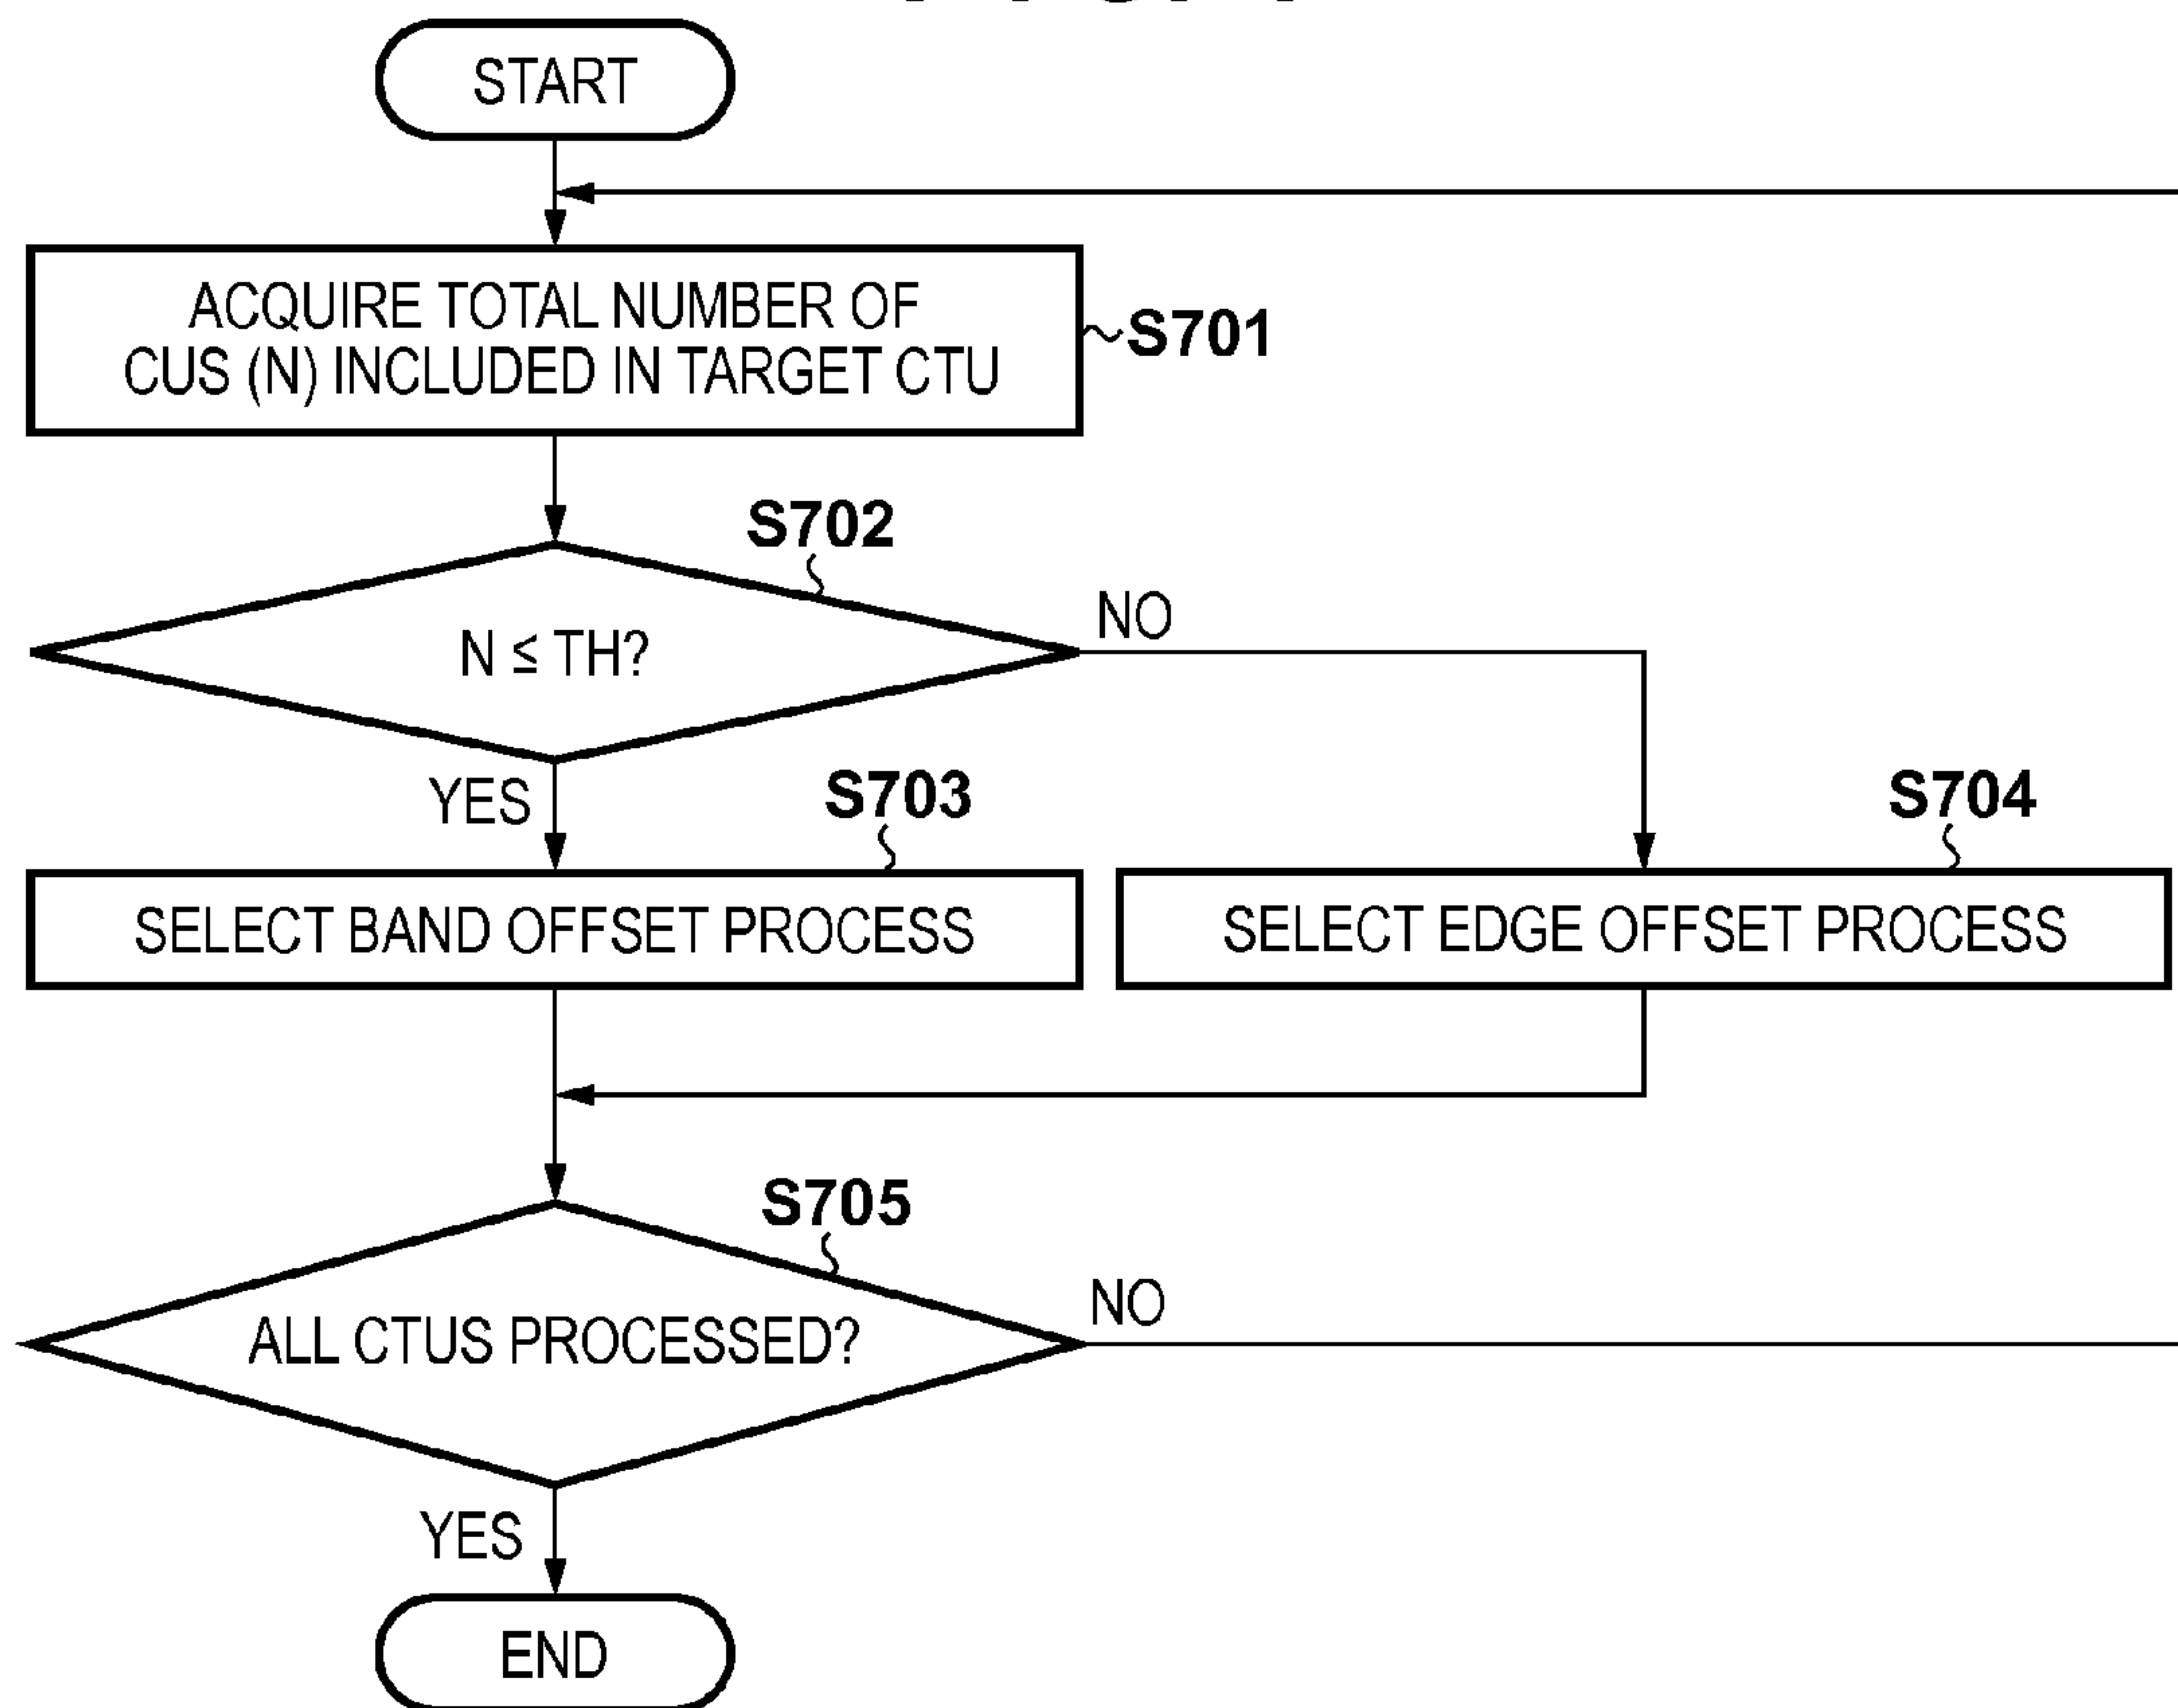 START
ACQUIRE TOTAL NUMBER OF
CUS (N) INCLUDED IN TARGET CTU
S701
S702
N ≤ TH?
NO
YES
S703
S704
SELECT BAND OFFSET PROCESS
SELECT EDGE OFFSET PROCESS
S705
ALL CTUS PROCESSED?
NO
YES
END